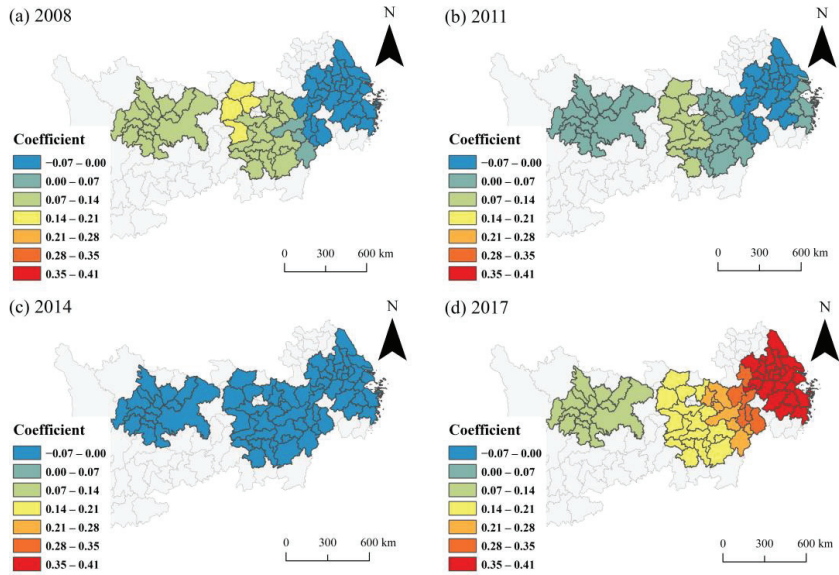 (a) 2008
N
Coefficient
−0.07 – 0.00
0.00 – 0.07
0.07 – 0.14
0.14 – 0.21
0.21 – 0.28
0.28 – 0.35
0.35 – 0.41
0 300 600 km
(b) 2011
N
Coefficient
−0.07 – 0.00
0.00 – 0.07
0.07 – 0.14
0.14 – 0.21
0.21 – 0.28
0.28 – 0.35
0.35 – 0.41
0 300 600 km
(c) 2014
N
Coefficient
−0.07 – 0.00
0.00 – 0.07
0.07 – 0.14
0.14 – 0.21
0.21 – 0.28
0.28 – 0.35
0.35 – 0.41
0 300 600 km
(d) 2017
N
Coefficient
−0.07 – 0.00
0.00 – 0.07
0.07 – 0.14
0.14 – 0.21
0.21 – 0.28
0.28 – 0.35
0.35 – 0.41
0 300 600 km